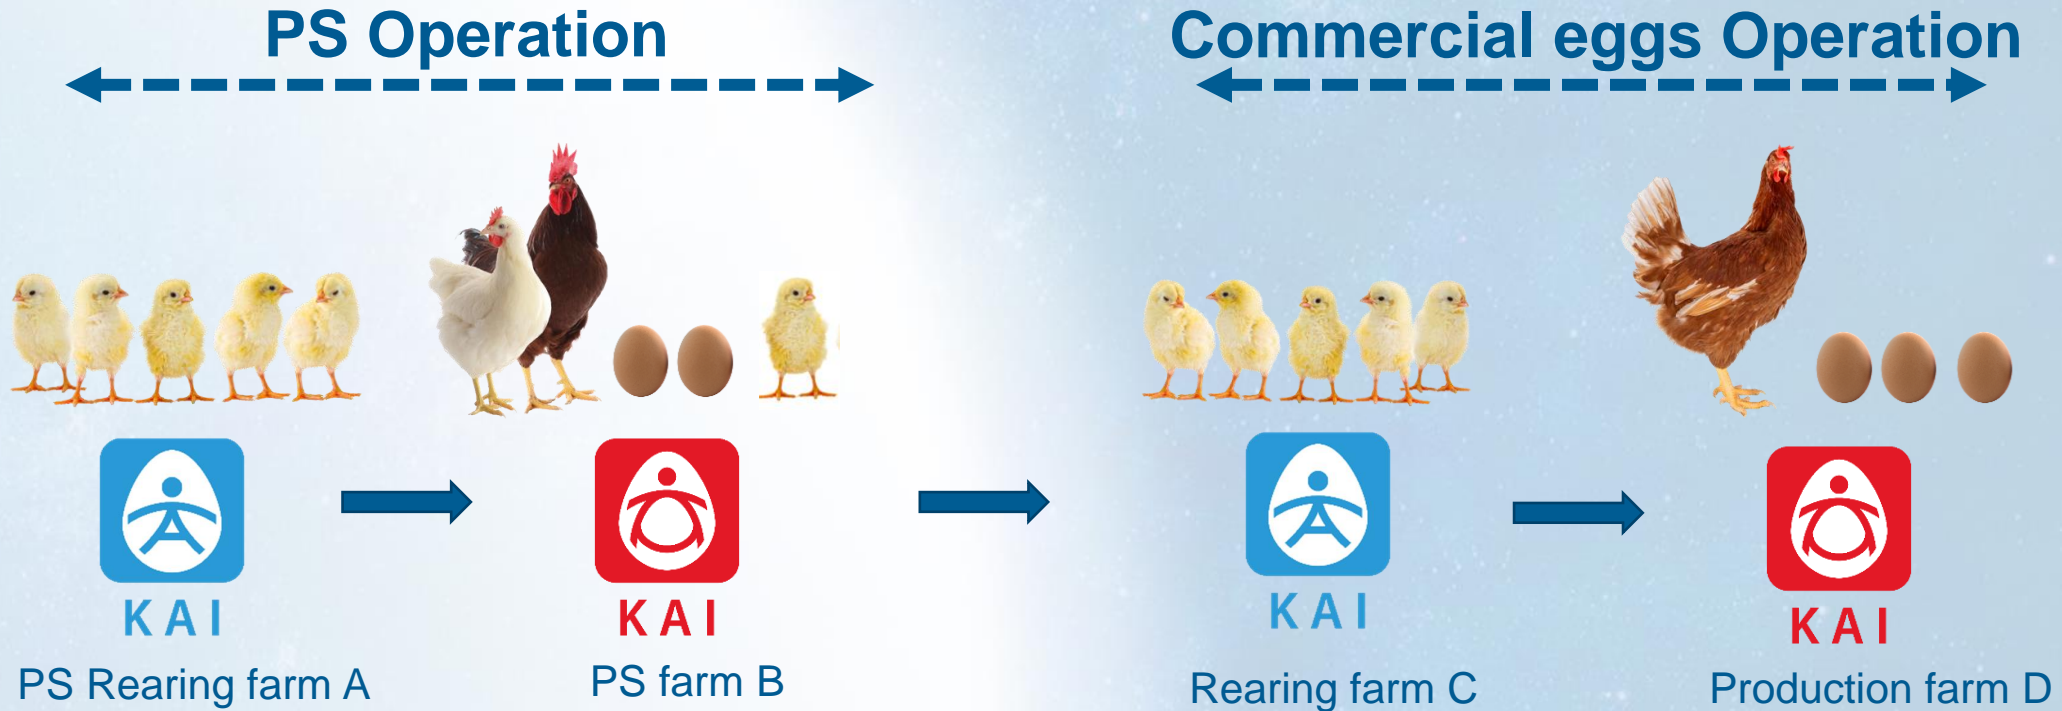 PS Operation
Commercial eggs Operation
KAI
KAI
KAI
KAI
PS Rearing farm A
PS farm B
Rearing farm C
Production farm D